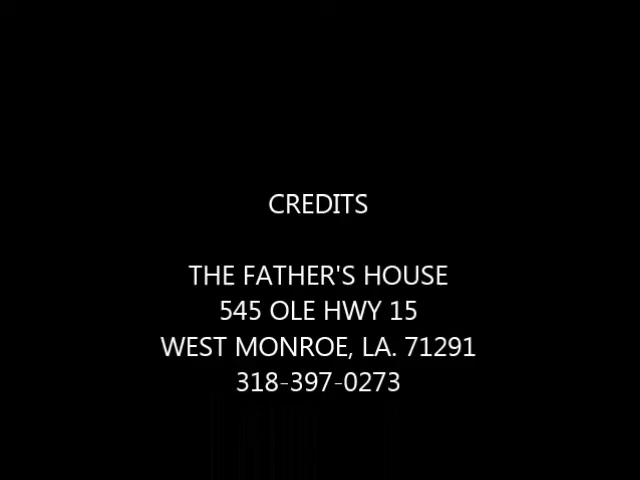 CREDITS
THE FATHER'S HOUSE
545 OLE HWY 15
WEST MONROE, LA. 71291
318-397-0273